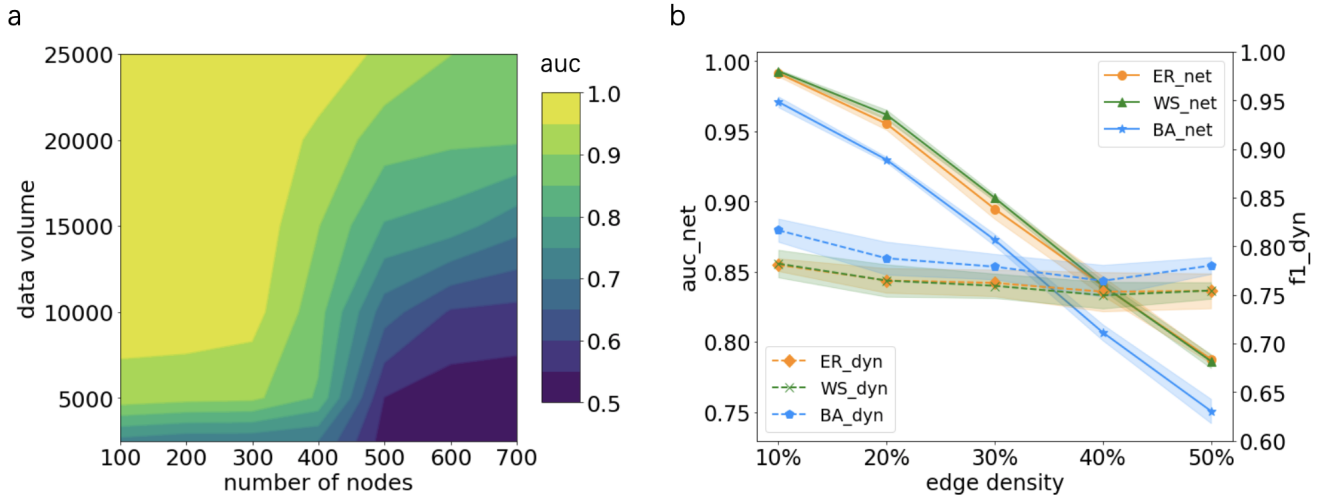 a
25000
20000
15000
10000
5000
data volume
100 200 300 400 500 600 700
number of nodes
auc
1.0
0.9
0.8
0.7
0.6
0.5
b
1.00
0.95
0.90
0.85
0.80
0.75
auc_net
ER_net
WS_net
BA_net
ER_dyn
WS_dyn
BA_dyn
10% 20% 30% 40% 50%
edge density
1.00
0.95
0.90
0.85
0.80
0.75
0.70
0.65
0.60
f1_dyn